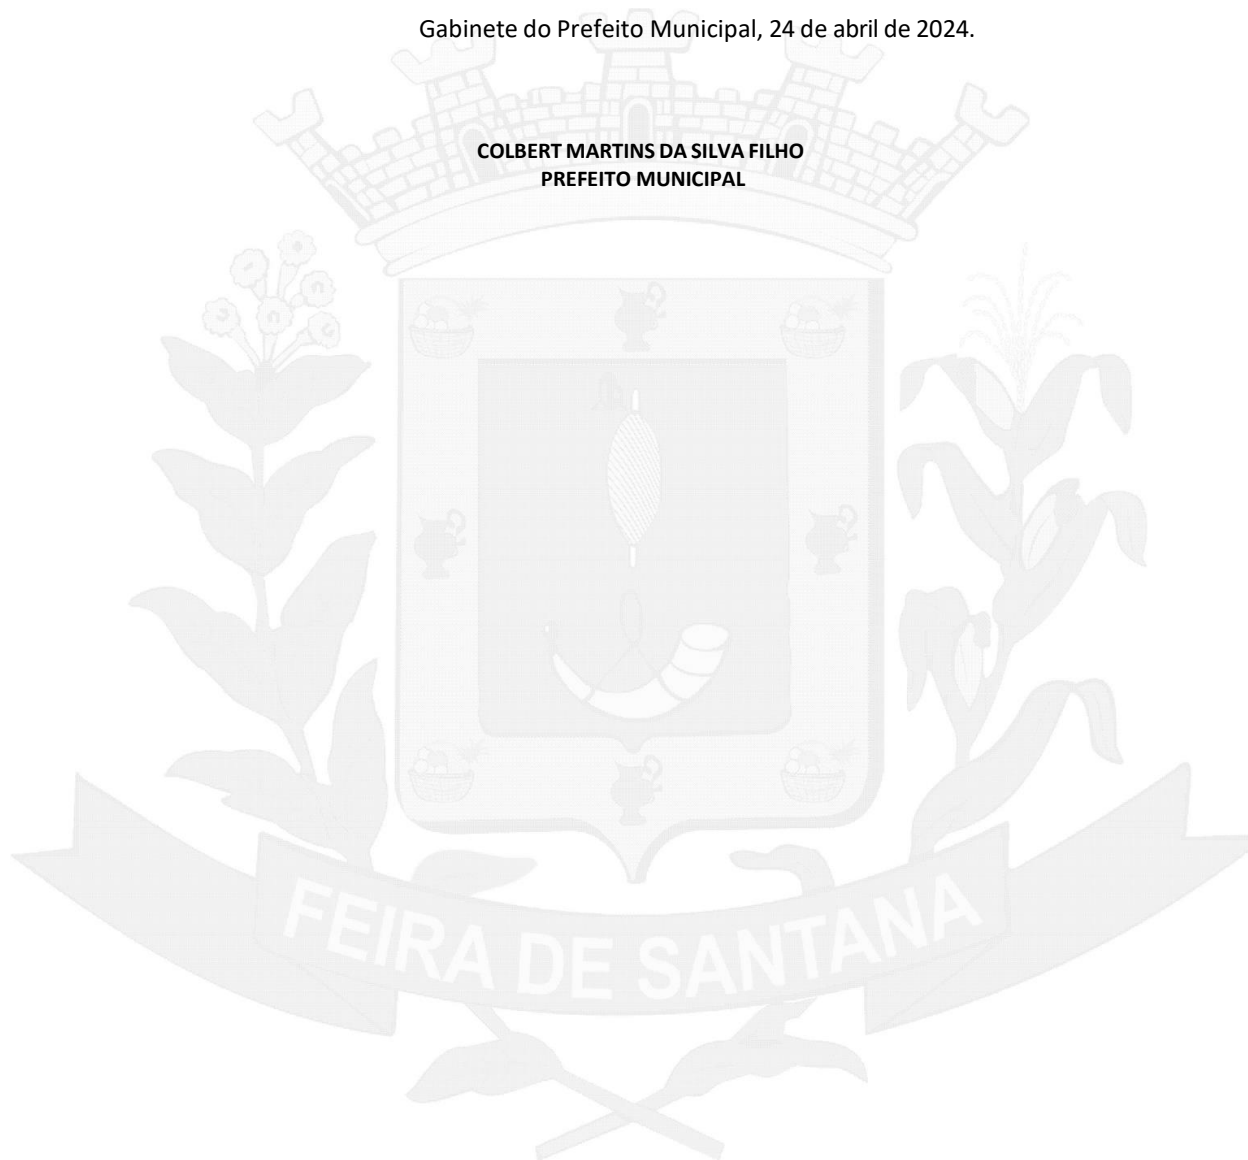 Gabinete do Prefeito Municipal, 24 de abril de 2024.
COLBERT MARTINS DA SILVA FILHO
PREFEITO MUNICIPAL
FEIRA DE SANTANA